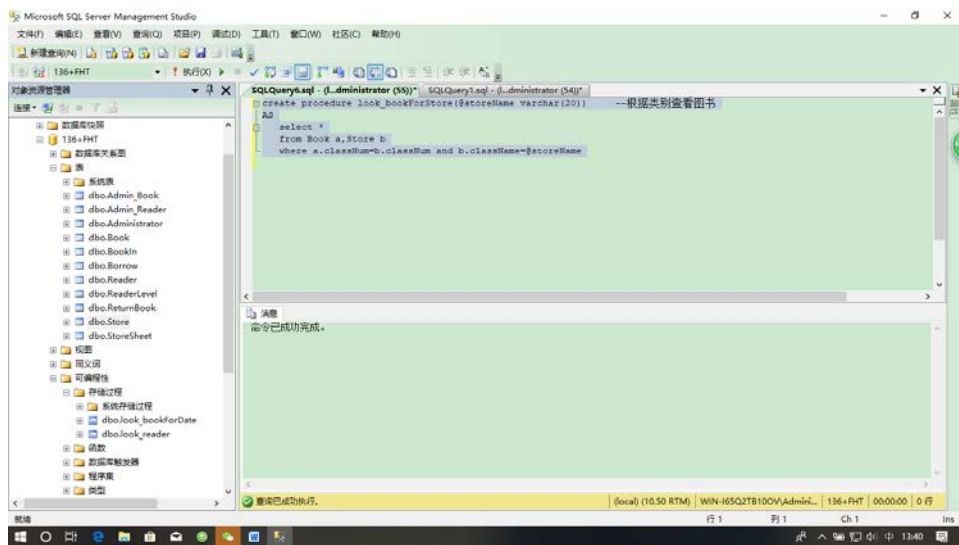 Microsoft SQL Server Management Studio
文件(F) 编辑(E) 查看(V) 查询(Q) 项目(P) 调试(D) 工具(T) 窗口(W) 社区(C) 帮助(H)
新建查询(N)
136+FHT 执行(X)
对象资源管理器
连接
数据库快照
136+FHT
数据库关系图
表
系统表
dbo.Admin_Book
dbo.Admin_Reader
dbo.Administrator
dbo.Book
dbo.BookIn
dbo.Borrow
dbo.Reader
dbo.ReaderLevel
dbo.ReturnBook
dbo.Store
dbo.StoreSheet
视图
同义词
可编程性
存储过程
系统存储过程
dbo.look_bookForDate
dbo.look_reader
函数
数据库触发器
程序集
类型
SQLQuery6.sql - (l...dministrator (55))* SQLQuery1.sql - (l...dministrator (54))*
create procedure look_bookForStore(@storeName varchar(20)) --根据类别查看图书
AS
select *
from Book a,Store b
where a.classNum=b.classNum and b.className=@storeName
消息
命令已成功完成。
查询已成功执行。 (local) (10.50 RTM) WIN-I65Q2TB10OV\Admini... 136+FHT 00:00:00 0 行
就绪 行 1 列 1 Ch 1 Ins
中 13:40